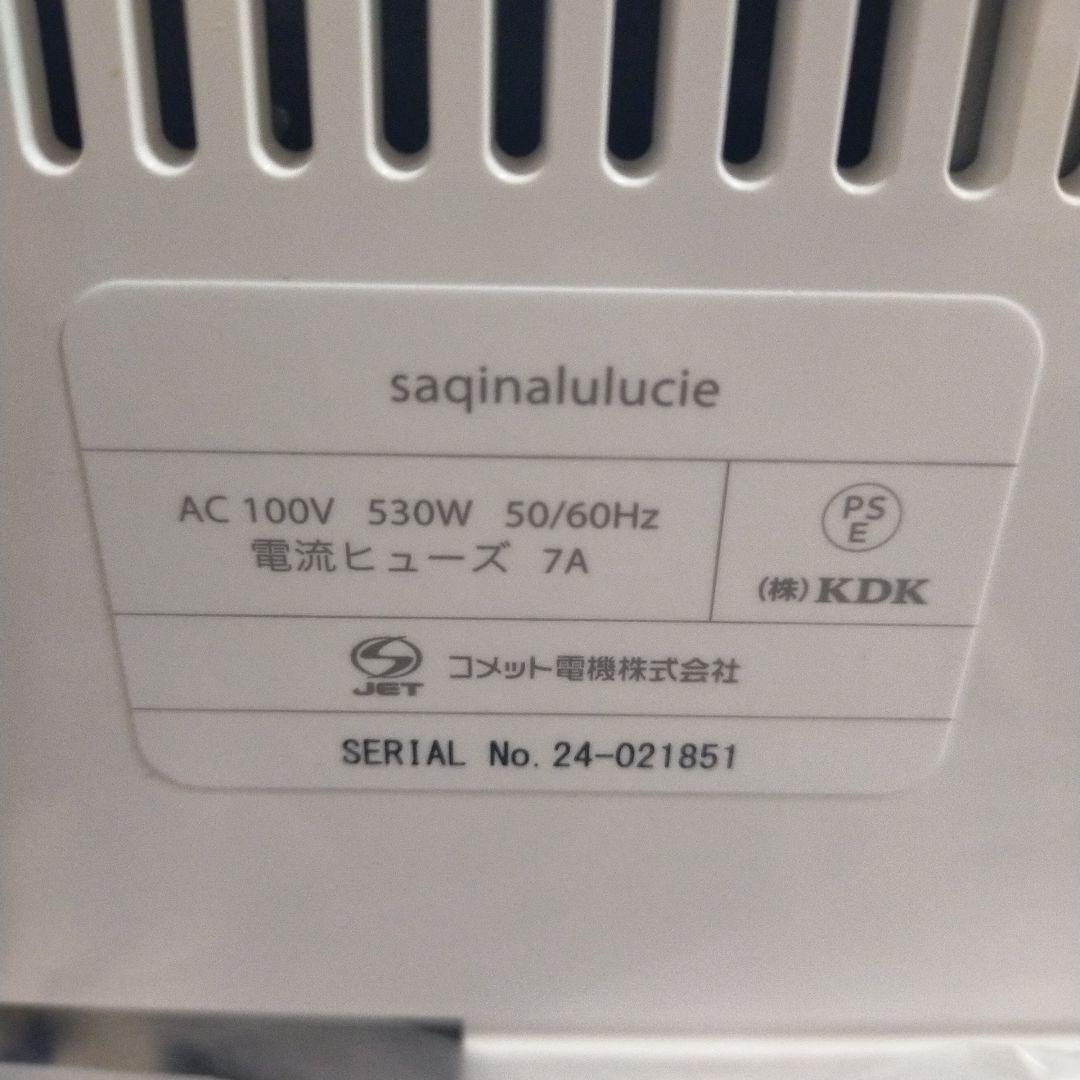 saqinalulucie
AC 100V 530W 50/60Hz
電流ヒューズ 7A
PS
E
(株)KDK
JET コメット電機株式会社
SERIAL No. 24-021851